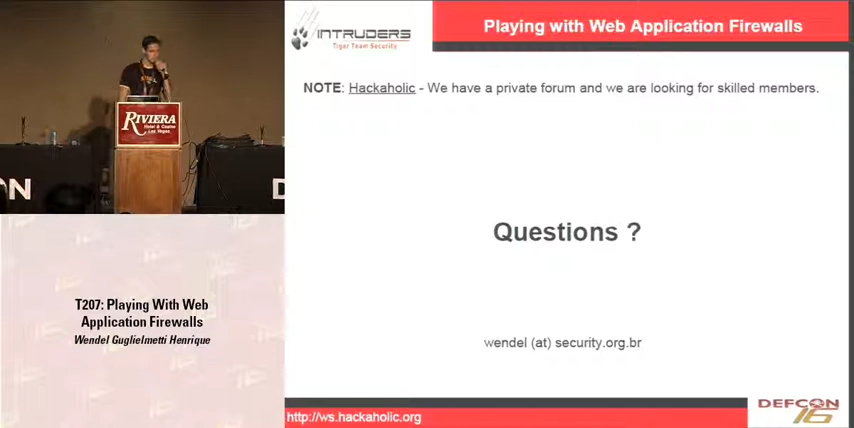 INTRUDERS
Tiger Team Security
Playing with Web Application Firewalls
NOTE: Hackaholic - We have a private forum and we are looking for skilled members.
RIVIERA
Hotel & Casino
Las Vegas
CON
D
Questions ?
wendel (at) security.org.br
T207: Playing With Web
Application Firewalls
Wendel Guglielmetti Henrique
http://ws.hackaholic.org
DEFCON
16